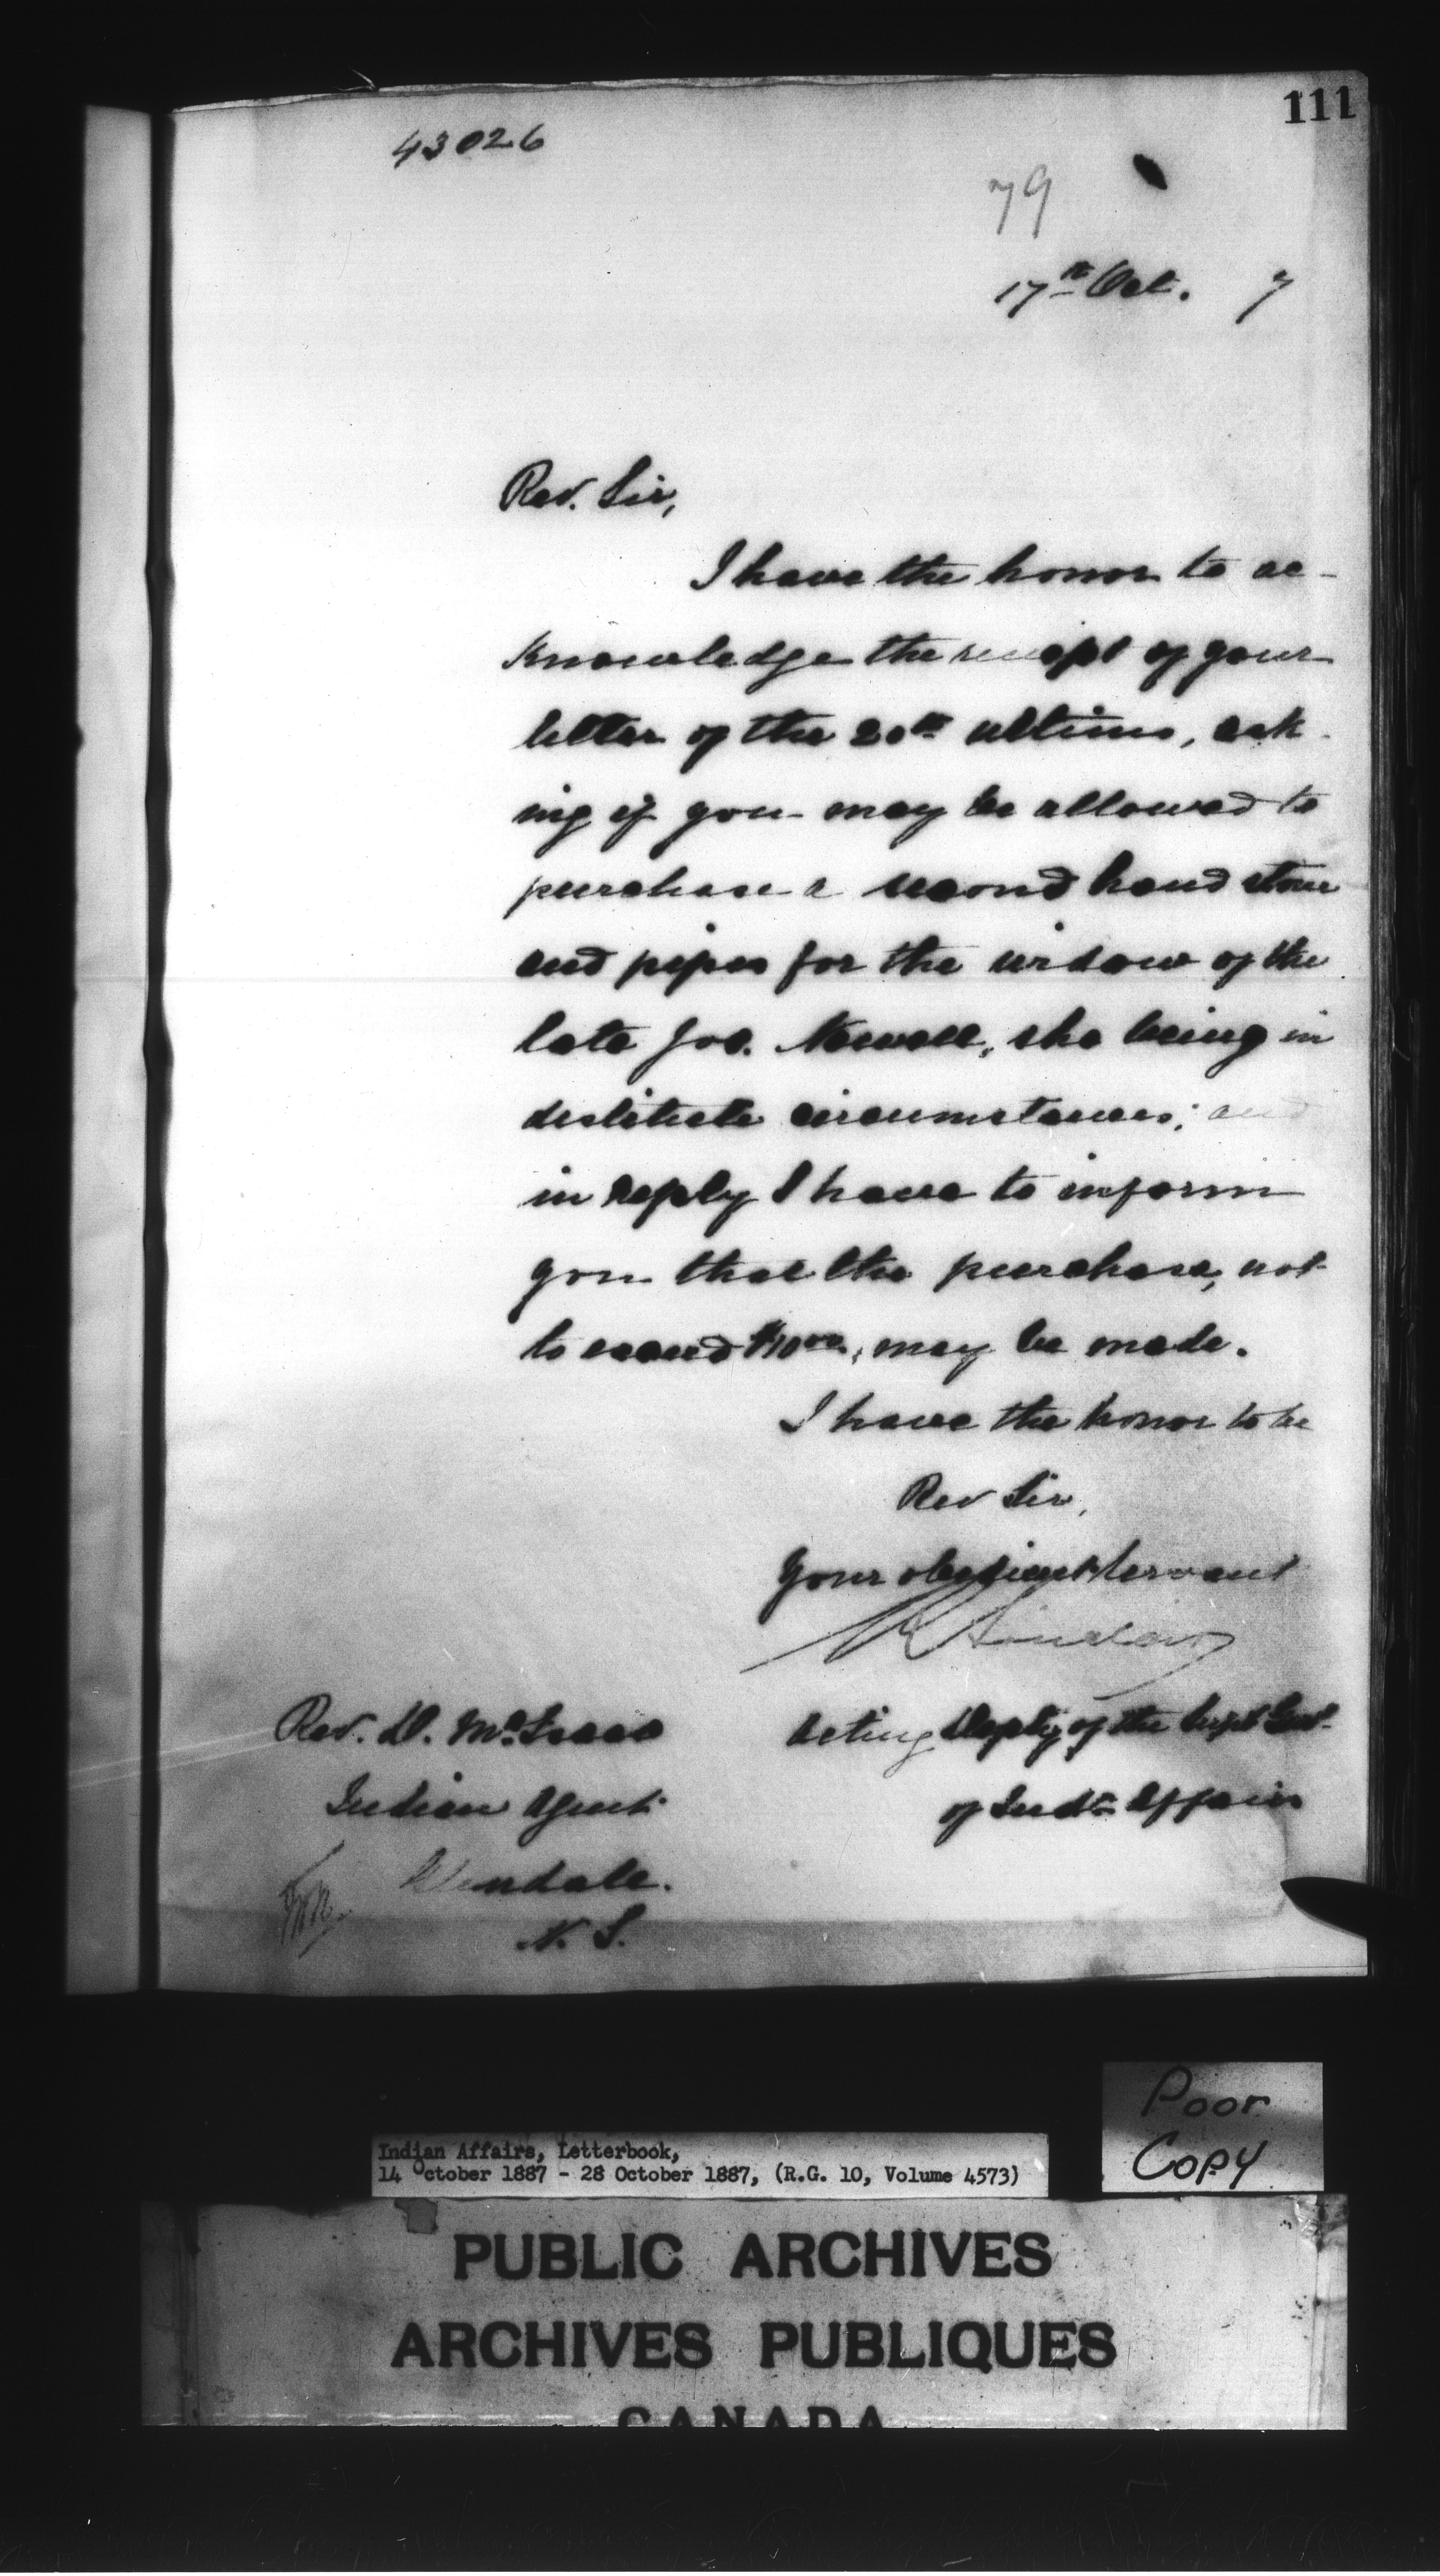 111
43026
79
17th Oct. 7
Rev. Sir,
I have the honor to ac-
knowledge the receipt of your
letter of the 20th ultimo, ask-
ing if you may be allowed to
purchase a second hand stove
and pipes for the widow of the
late Jos. Newell, she being in
destitute circumstances; and
in reply I have to inform
you that the purchase, not
to exceed $10.00, may be made.
I have the honor to be
Rev Sir,
Your obedient servant
R Sinclair
Acting Deputy of the Supt Genl.
of Indn Affairs
Rev. D. McIsaac
Indian Agent
Glendale.
N. S.
Poor
Copy
Indian Affairs, Letterbook,
14 October 1887 - 28 October 1887, (R.G. 10, Volume 4573)
PUBLIC ARCHIVES
ARCHIVES PUBLIQUES
CANADA